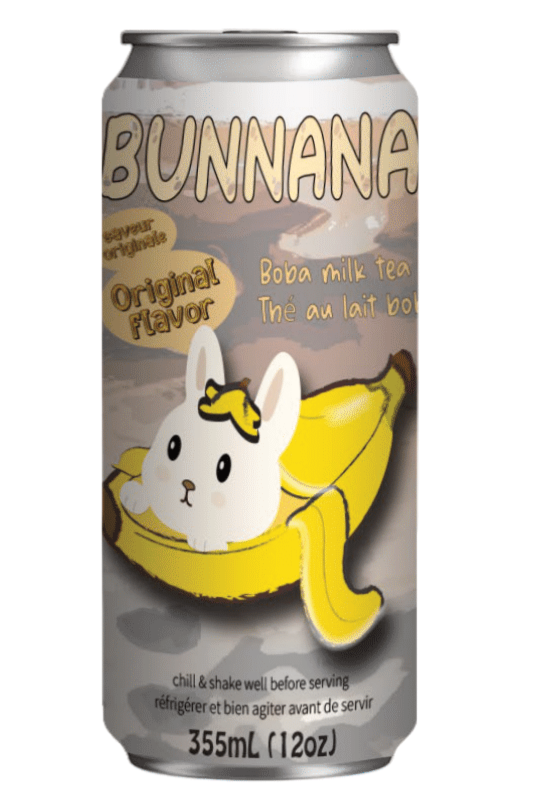 BUNNANA
saveur
originale
Original
Flavor
Boba milk tea
Thé au lait bob
chill & shake well before serving
réfrigérer et bien agiter avant de servir
355mL (12oz)